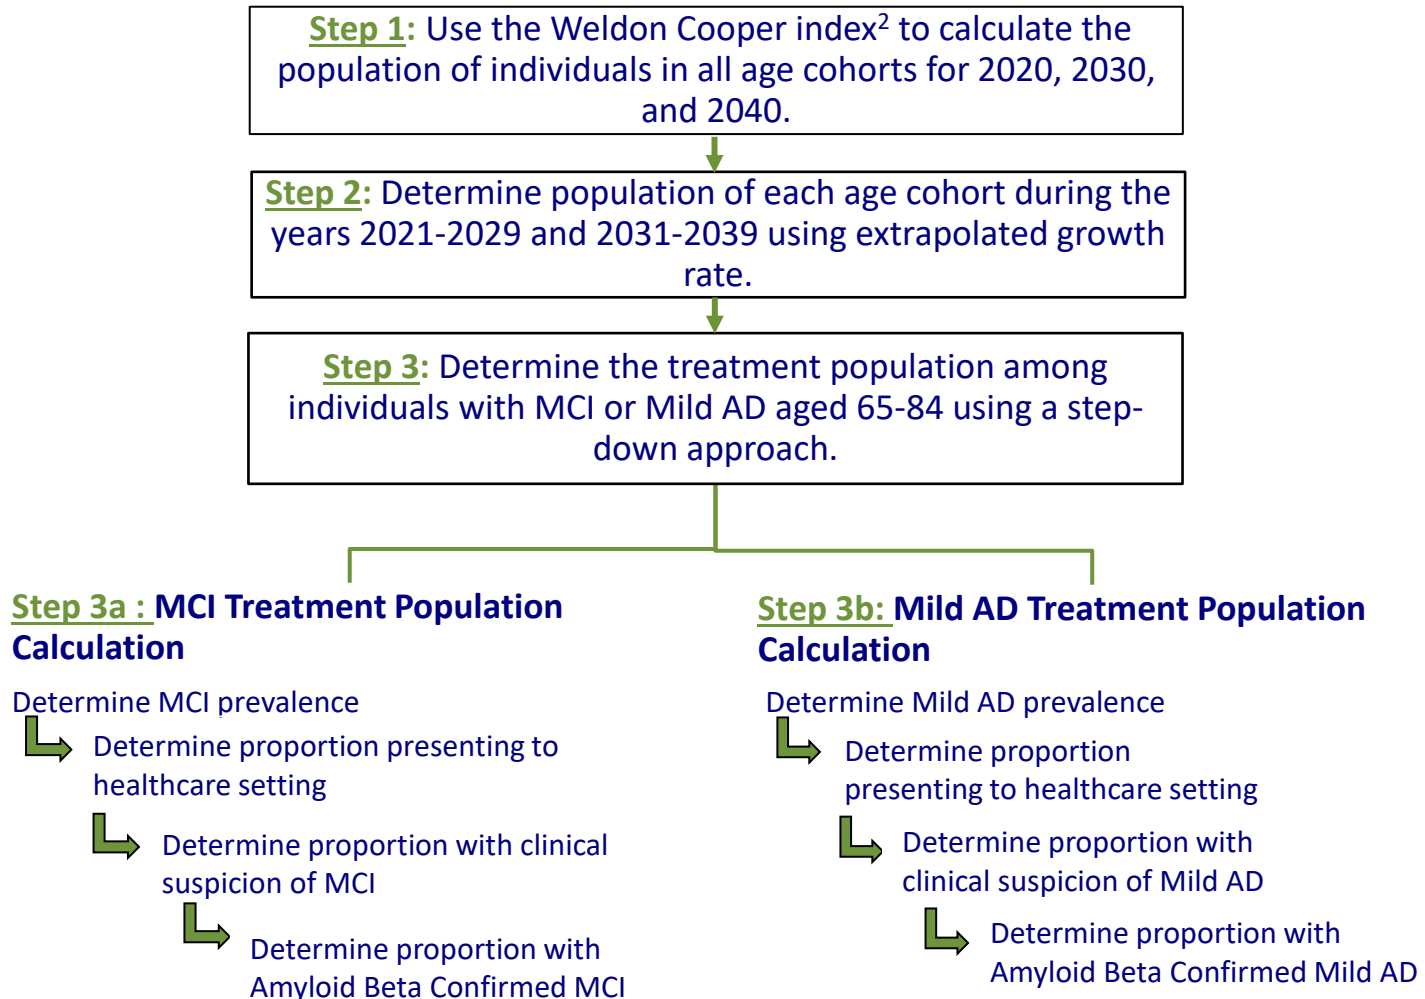 Step 1: Use the Weldon Cooper index² to calculate the
population of individuals in all age cohorts for 2020, 2030,
and 2040.
Step 2: Determine population of each age cohort during the
years 2021-2029 and 2031-2039 using extrapolated growth
rate.
Step 3: Determine the treatment population among
individuals with MCI or Mild AD aged 65-84 using a step-
down approach.
Step 3a : MCI Treatment Population
Calculation
Determine MCI prevalence
Determine proportion presenting to
healthcare setting
Determine proportion with clinical
suspicion of MCI
Determine proportion with
Amyloid Beta Confirmed MCI
Step 3b: Mild AD Treatment Population
Calculation
Determine Mild AD prevalence
Determine proportion
presenting to healthcare setting
Determine proportion with
clinical suspicion of Mild AD
Determine proportion with
Amyloid Beta Confirmed Mild AD